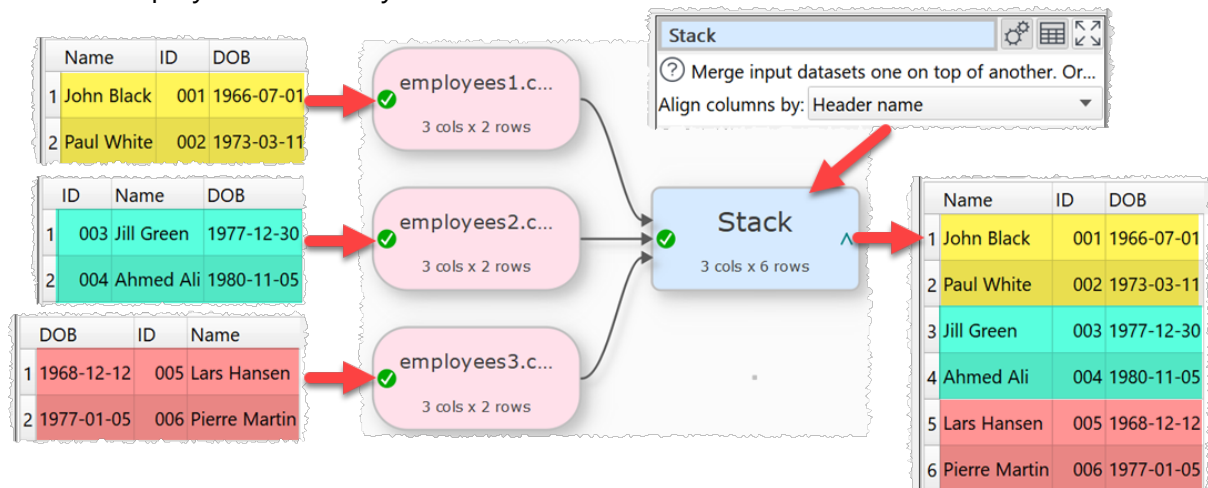 Stack
Merge input datasets one on top of another. Or...
Align columns by: Header name
Name ID DOB
1 John Black 001 1966-07-01
2 Paul White 002 1973-03-11
ID Name DOB
1 003 Jill Green 1977-12-30
2 004 Ahmed Ali 1980-11-05
DOB ID Name
1 1968-12-12 005 Lars Hansen
2 1977-01-05 006 Pierre Martin
employees1.c...
3 cols x 2 rows
employees2.c...
3 cols x 2 rows
employees3.c...
3 cols x 2 rows
Stack
3 cols x 6 rows
Name ID DOB
1 John Black 001 1966-07-01
2 Paul White 002 1973-03-11
3 Jill Green 003 1977-12-30
4 Ahmed Ali 004 1980-11-05
5 Lars Hansen 005 1968-12-12
6 Pierre Martin 006 1977-01-05